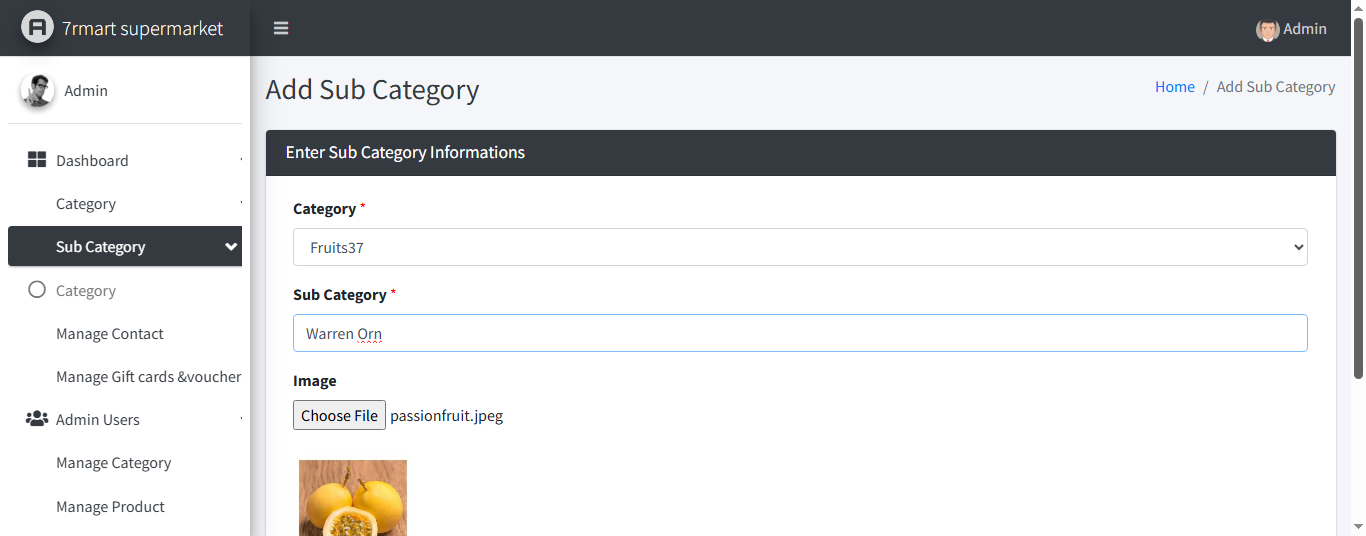 7rmart supermarket
Admin
Admin
Dashboard
Category
Sub Category
Category
Manage Contact
Manage Gift cards &voucher
Admin Users
Manage Category
Manage Product
Add Sub Category
Home / Add Sub Category
Enter Sub Category Informations
Category *
Fruits37
Sub Category *
Warren Orn
Image
Choose File passionfruit.jpeg